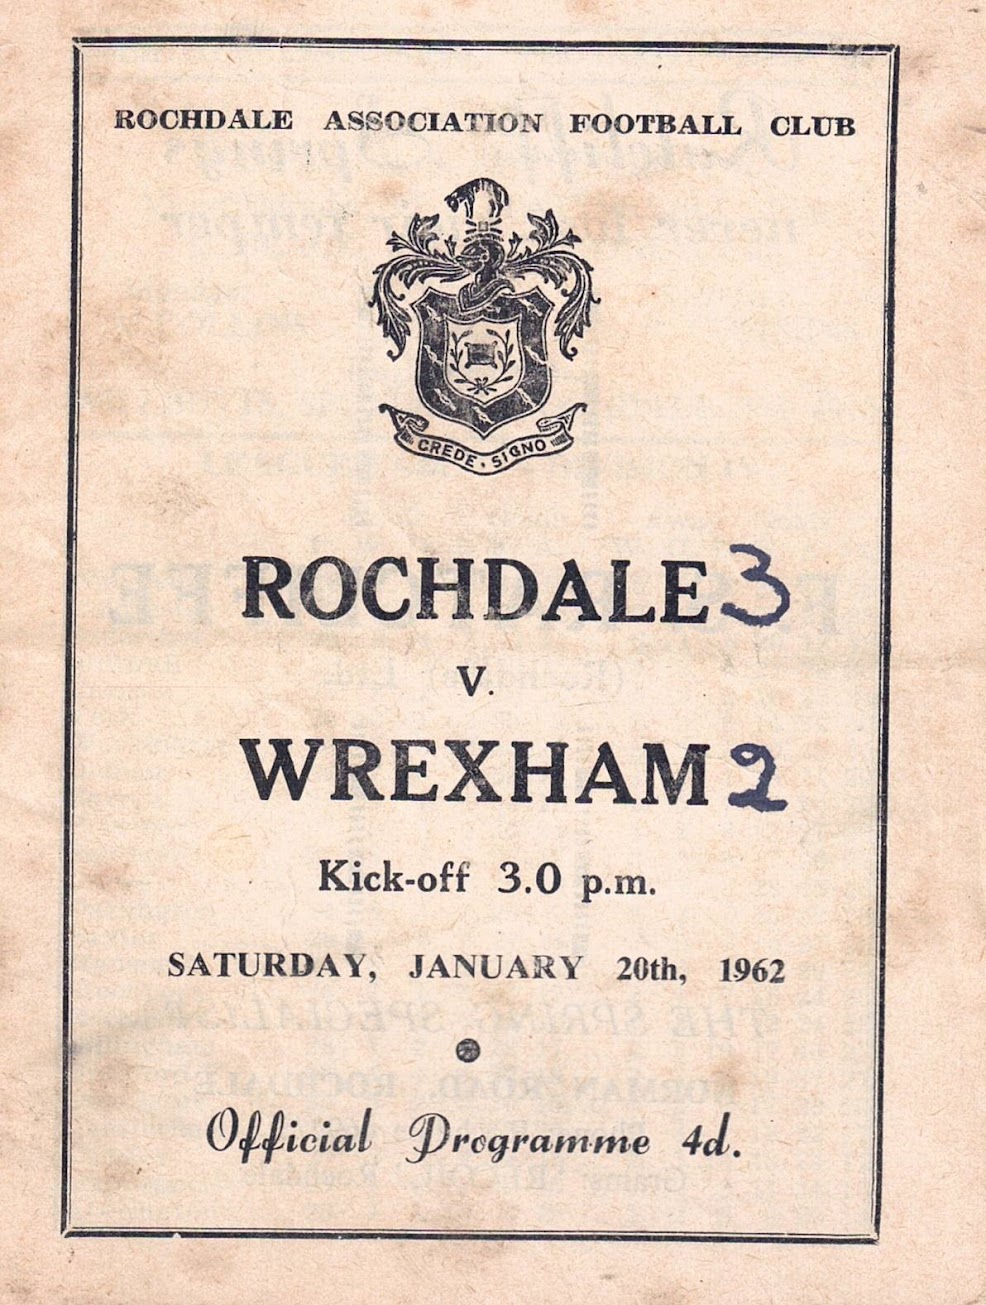 ROCHDALE ASSOCIATION FOOTBALL CLUB
CREDE · SIGNO
ROCHDALE 3
v.
WREXHAM 2
Kick-off 3.0 p.m.
SATURDAY, JANUARY 20th, 1962
Official Programme 4d.